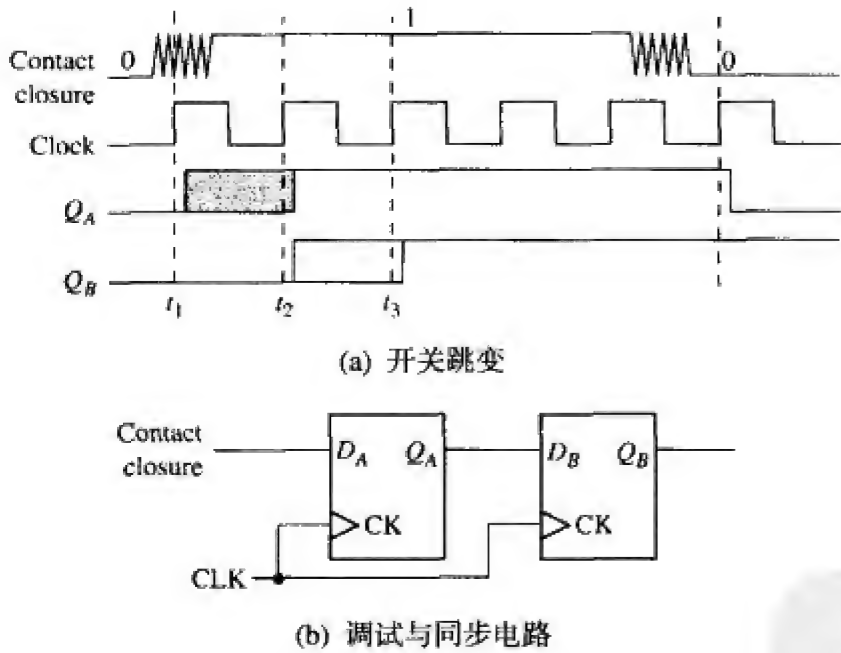 0 1 0
Contact
closure
Clock
Q_A
Q_B
t_1 t_2 t_3
(a) 开关跳变
Contact
closure
D_A Q_A D_B Q_B
CK CK
CLK
(b) 调试与同步电路